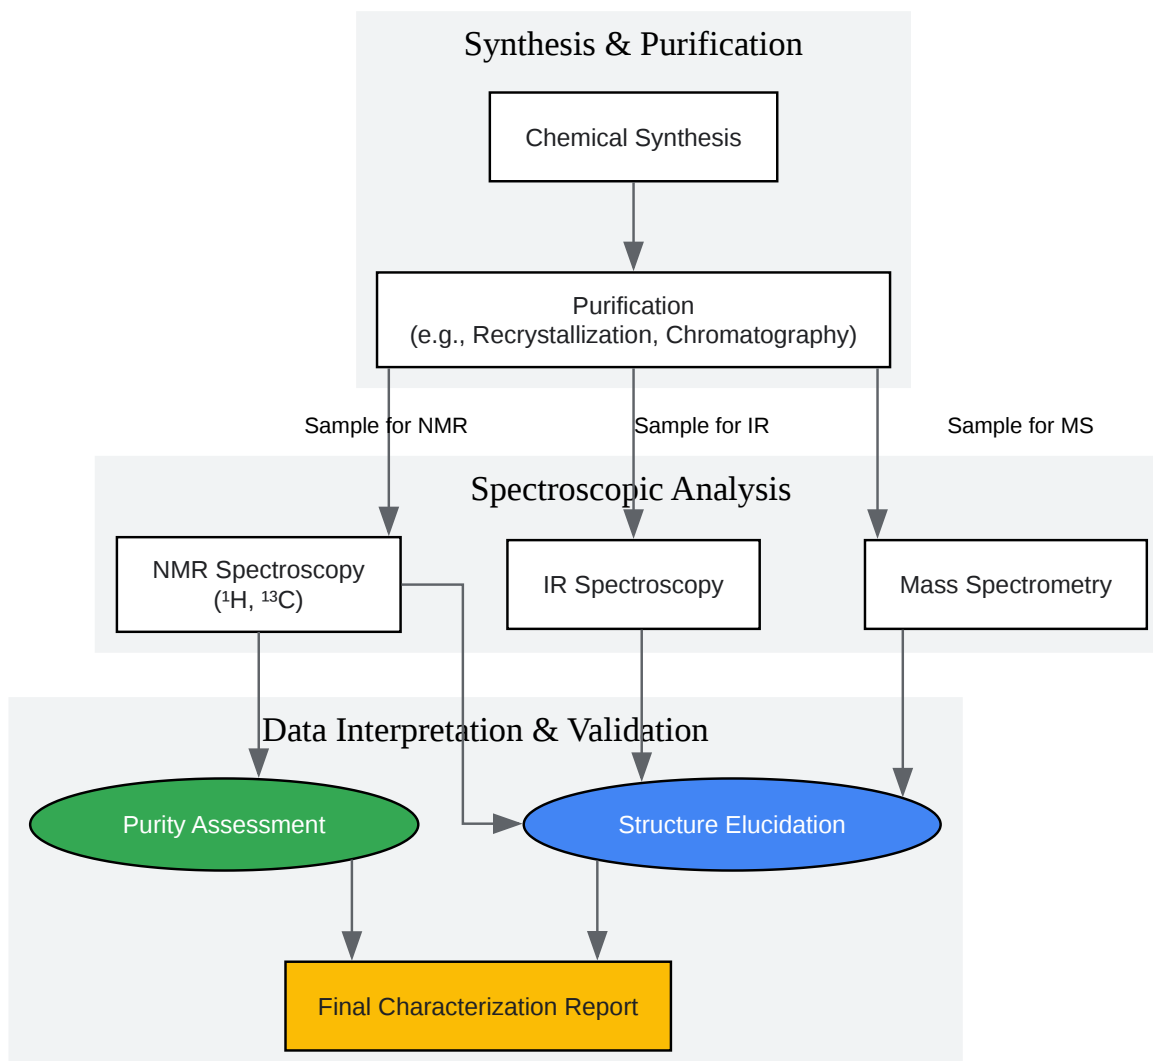 Synthesis & Purification
Chemical Synthesis
Purification
(e.g., Recrystallization, Chromatography)
Sample for NMR
Sample for IR
Sample for MS
Spectroscopic Analysis
NMR Spectroscopy
(¹H, ¹³C)
IR Spectroscopy
Mass Spectrometry
Data Interpretation & Validation
Purity Assessment
Structure Elucidation
Final Characterization Report